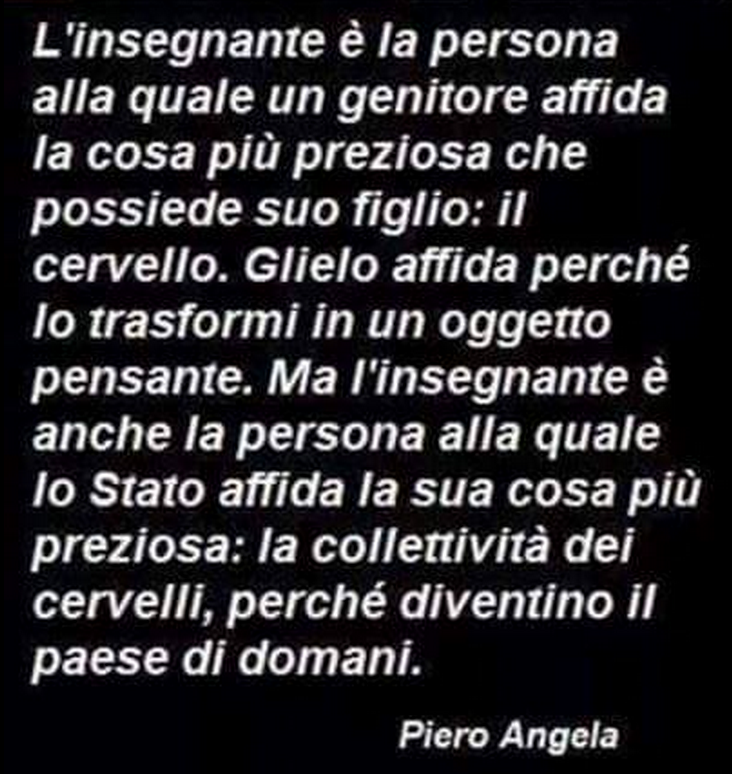 L'insegnante è la persona
alla quale un genitore affida
la cosa più preziosa che
possiede suo figlio: il
cervello. Glielo affida perché
lo trasformi in un oggetto
pensante. Ma l'insegnante è
anche la persona alla quale
lo Stato affida la sua cosa più
preziosa: la collettività dei
cervelli, perché diventino il
paese di domani.
Piero Angela